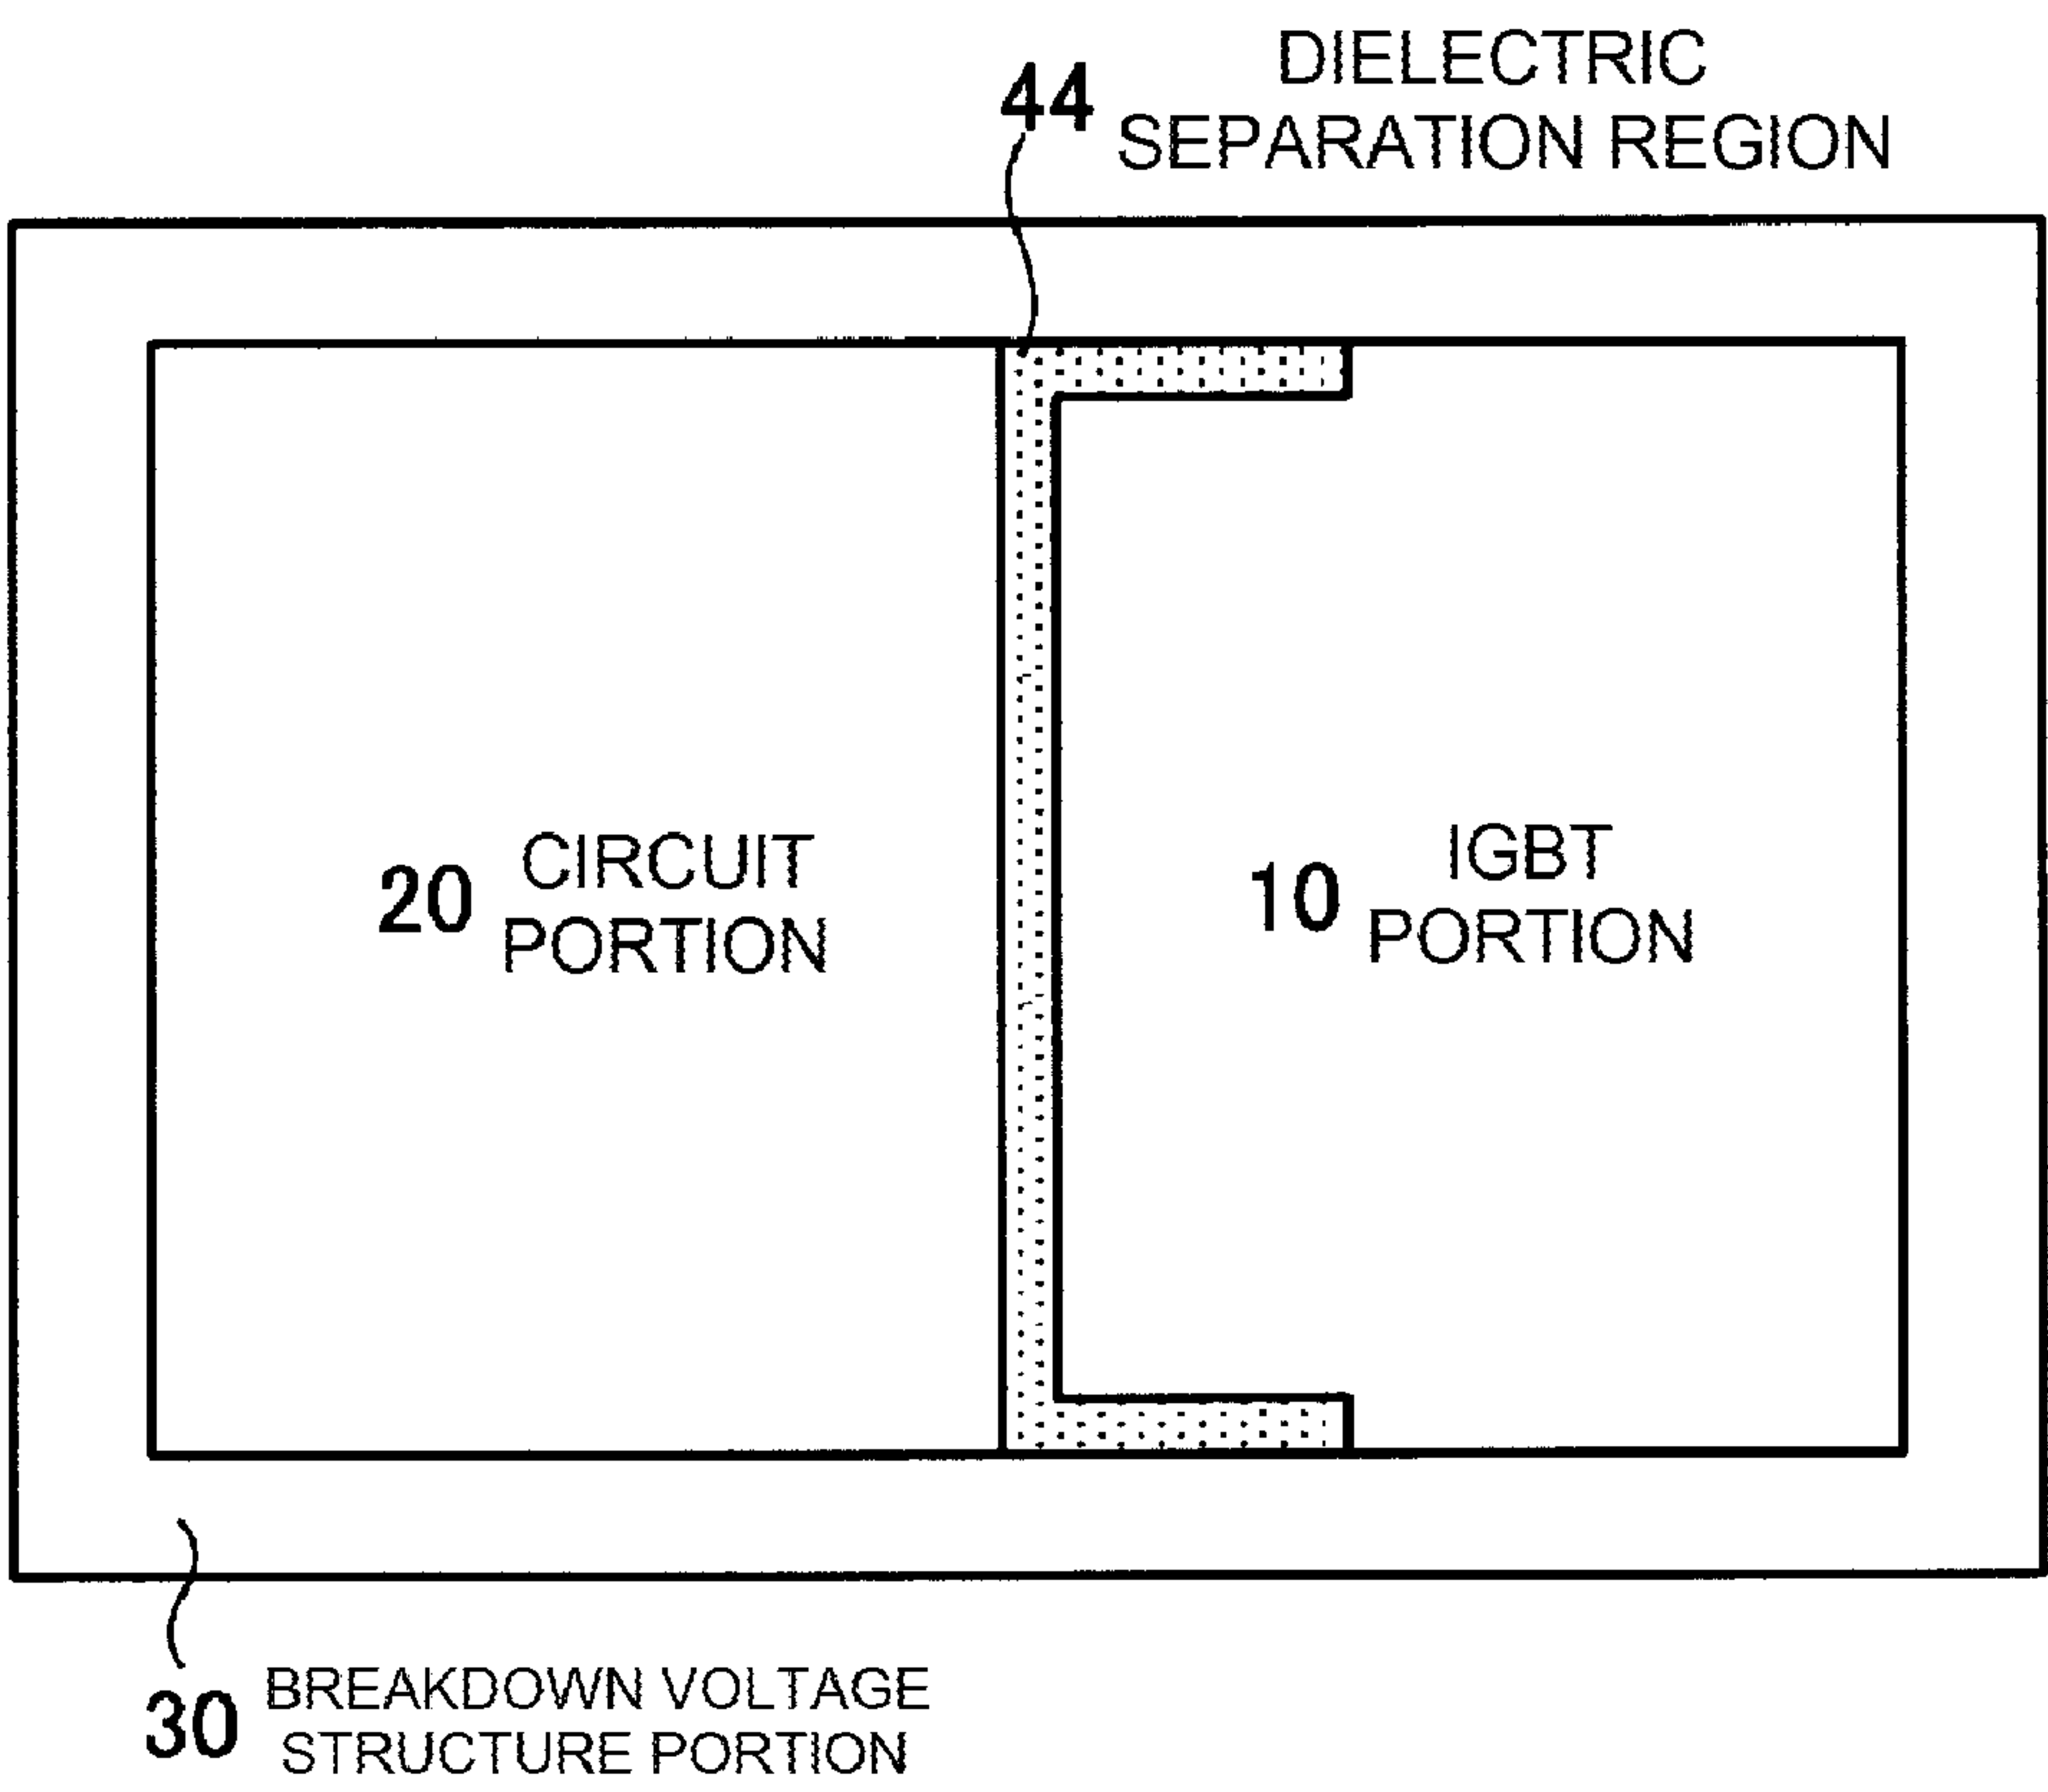 DIELECTRIC
44 SEPARATION REGION
CIRCUIT
20 PORTION
IGBT
10 PORTION
BREAKDOWN VOLTAGE
30 STRUCTURE PORTION